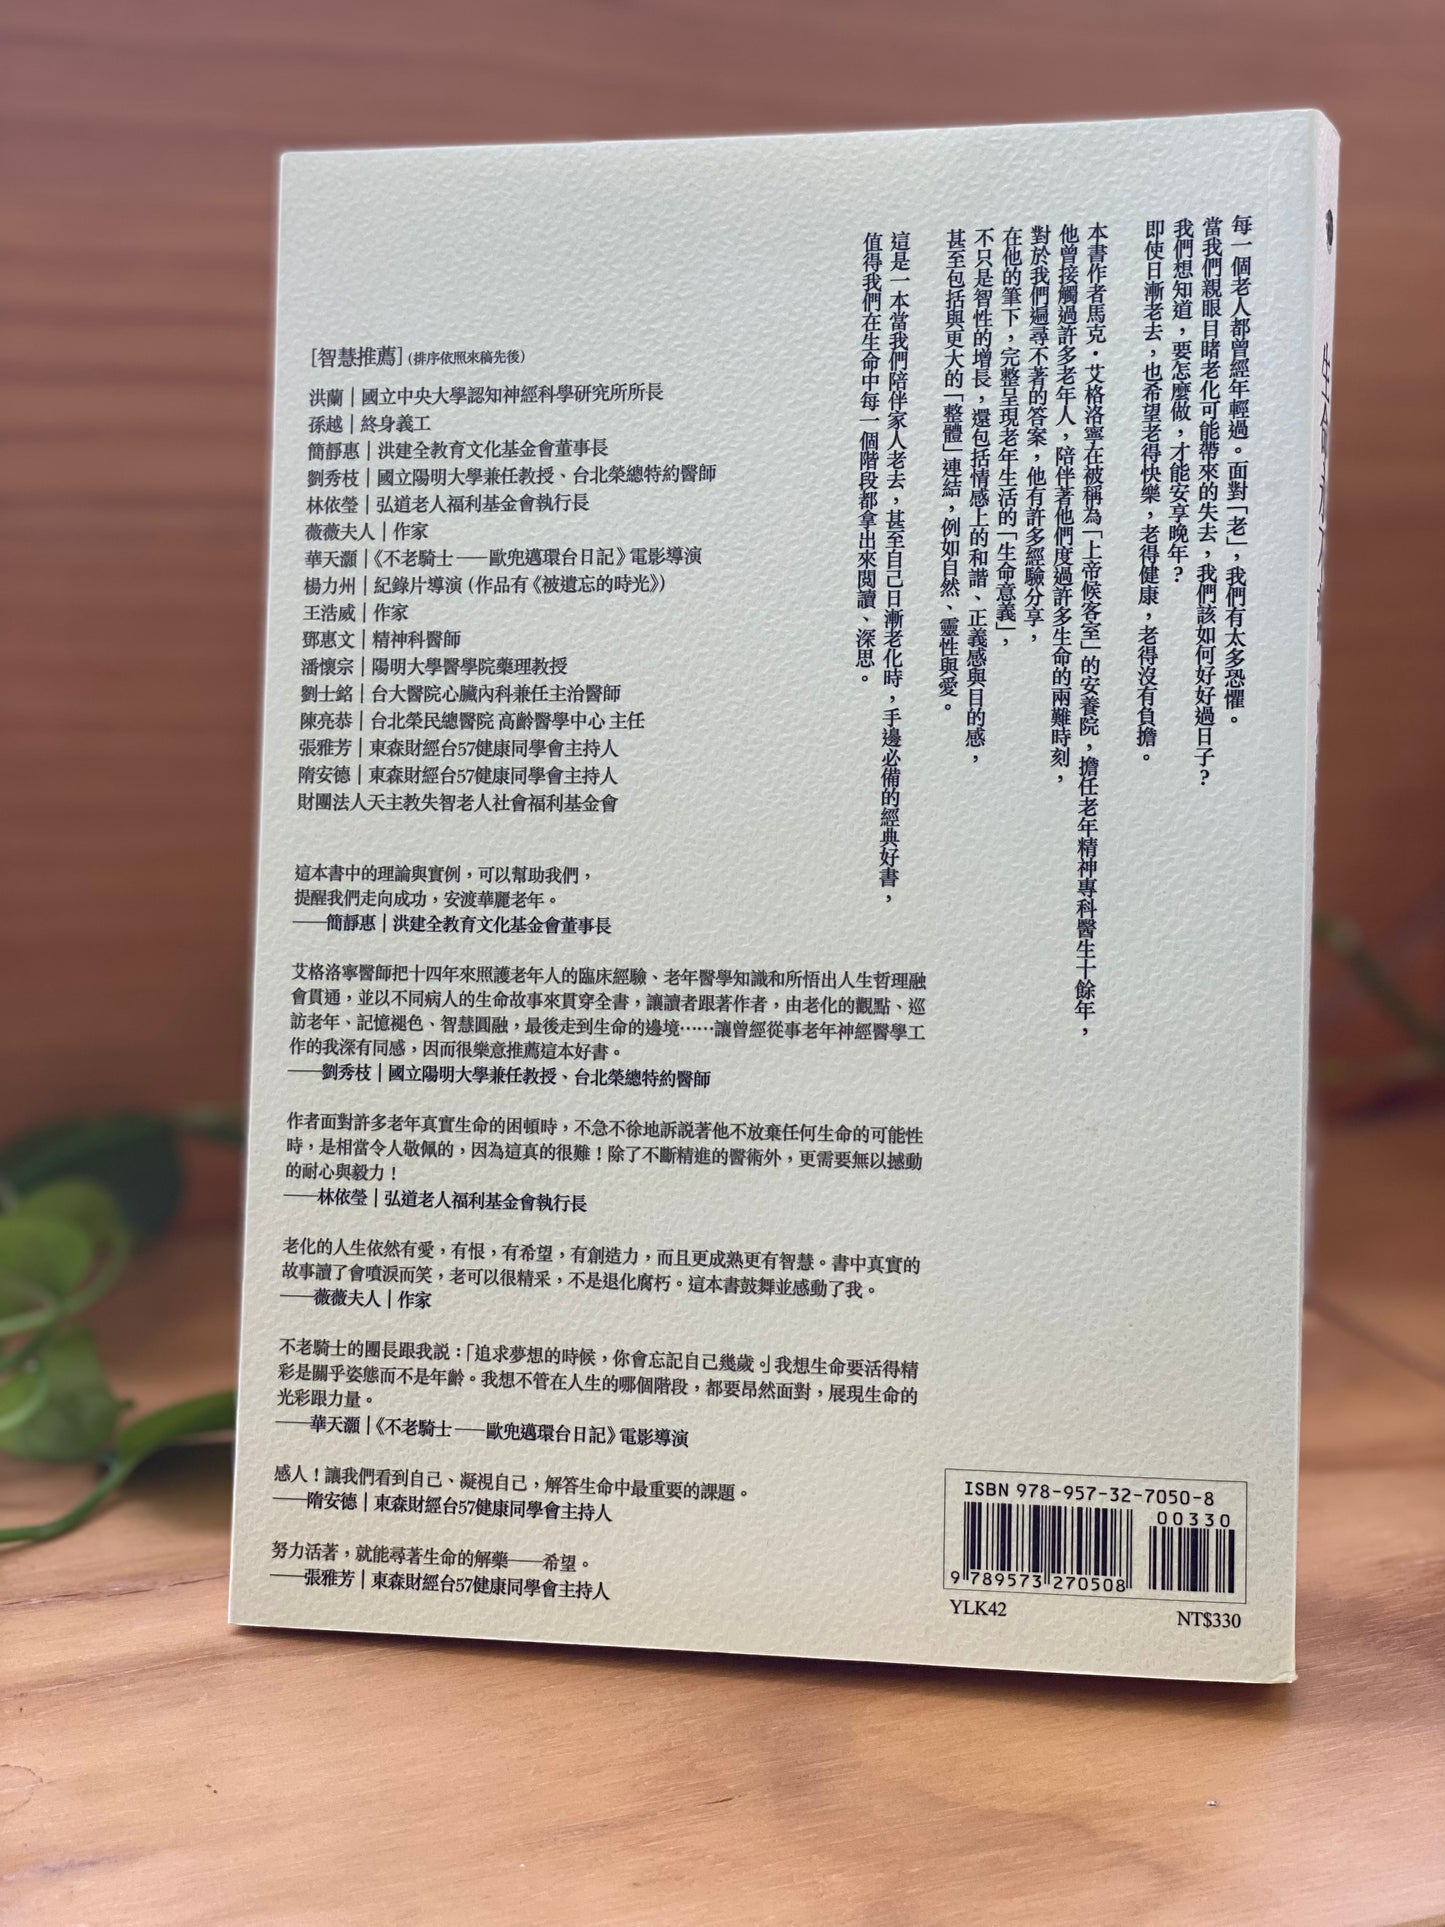 每一個老人都曾經年輕過。面對「老」，我們有太多恐懼。
當我們親眼目睹老化可能帶來的失去，我們該如何好好過日子？
我們想知道，要怎麼做，才能安享晚年？
即使日漸老去，也希望老得快樂，老得健康，老得沒有負擔。
本書作者馬克・艾格洛寧在被稱為「上帝候客室」的安養院，擔任老年精神專科醫生十餘年，
他曾接觸過許多老年人，陪伴著他們度過許多生命的兩難時刻，
對於我們遍尋不著的答案，他有許多經驗分享，
在他的筆下，完整呈現老年生活的「生命意義」，
不只是智性的增長，還包括情感上的和諧、正義感與目的感，
甚至包括與更大的「整體」連結，例如自然、靈性與愛。
這是一本當我們陪伴家人老去，甚至自己日漸老化時，手邊必備的經典好書，
值得我們在生命中每一個階段都拿出來閱讀、深思。
[智慧推薦]（排序依照來稿先後）
洪蘭｜國立中央大學認知神經科學研究所所長
孫越｜終身義工
簡靜惠｜洪建全教育文化基金會董事長
劉秀枝｜國立陽明大學兼任教授、台北榮總特約醫師
林依瑩｜弘道老人福利基金會執行長
薇薇夫人｜作家
華天灝｜《不老騎士——歐兜邁環台日記》電影導演
楊力州｜紀錄片導演（作品有《被遺忘的時光》）
王浩威｜作家
鄧惠文｜精神科醫師
潘懷宗｜陽明大學醫學院藥理教授
劉士銘｜台大醫院心臟內科兼任主治醫師
陳亮恭｜台北榮民總醫院 高齡醫學中心 主任
張雅芳｜東森財經台57健康同學會主持人
隋安德｜東森財經台57健康同學會主持人
財團法人天主教失智老人社會福利基金會
這本書中的理論與實例，可以幫助我們，
提醒我們走向成功，安渡華麗老年。
——簡靜惠｜洪建全教育文化基金會董事長
艾格洛寧醫師把十四年來照護老年人的臨床經驗、老年醫學知識和所悟出人生哲理融
會貫通，並以不同病人的生命故事來貫穿全書，讓讀者跟著作者，由老化的觀點、巡
訪老年、記憶褪色、智慧圓融，最後走到生命的邊境……讓曾經從事老年神經醫學工
作的我深有同感，因而很樂意推薦這本好書。
——劉秀枝｜國立陽明大學兼任教授、台北榮總特約醫師
作者面對許多老年真實生命的困頓時，不急不徐地訴說著他不放棄任何生命的可能性
時，是相當令人敬佩的，因為這真的很難！除了不斷精進的醫術外，更需要無以撼動
的耐心與毅力！
——林依瑩｜弘道老人福利基金會執行長
老化的人生依然有愛，有恨，有希望，有創造力，而且更成熟更有智慧。書中真實的
故事讀了會噴淚而笑，老可以很精采，不是退化腐朽。這本書鼓舞並感動了我。
——薇薇夫人｜作家
不老騎士的團長跟我說：「追求夢想的時候，你會忘記自己幾歲。」我想生命要活得精
彩是關乎姿態而不是年齡。我想不管在人生的哪個階段，都要昂然面對，展現生命的
光彩跟力量。
——華天灝｜《不老騎士——歐兜邁環台日記》電影導演
感人！讓我們看到自己、凝視自己，解答生命中最重要的課題。
——隋安德｜東森財經台57健康同學會主持人
努力活著，就能尋著生命的解藥——希望。
——張雅芳｜東森財經台57健康同學會主持人
ISBN 978-957-32-7050-8
00330
9 789573 270508
YLK42
NT$330